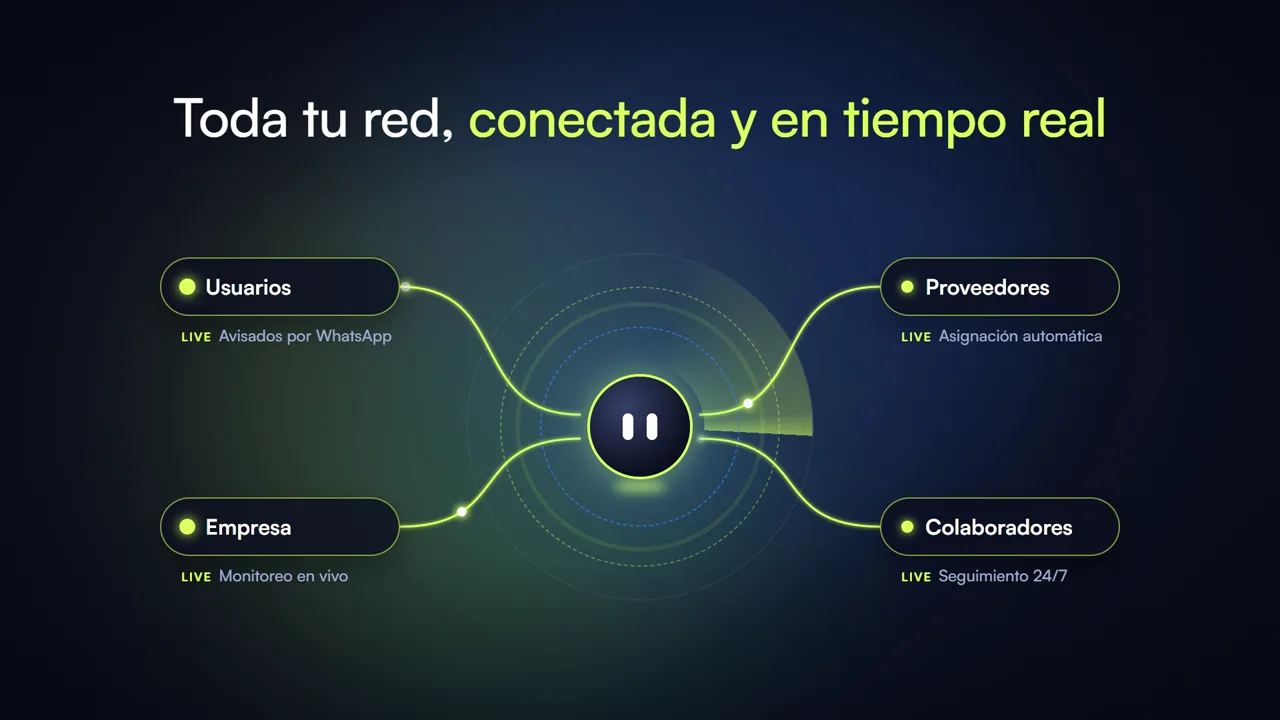 Toda tu red, conectada y en tiempo real
Usuarios
LIVE Avisados por WhatsApp
Proveedores
LIVE Asignación automática
Empresa
LIVE Monitoreo en vivo
Colaboradores
LIVE Seguimiento 24/7